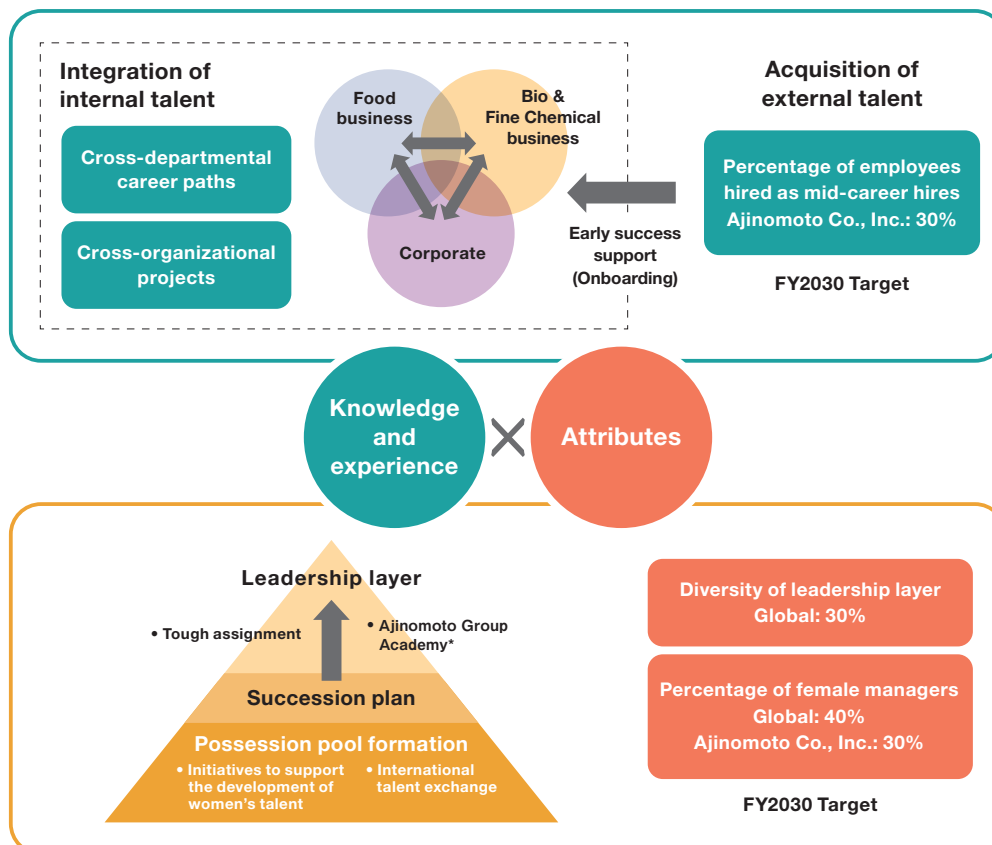 Integration of
internal talent
Cross-departmental
career paths
Cross-organizational
projects
Food
business
Bio &
Fine Chemical
business
Corporate
Early success
support
(Onboarding)
Acquisition of
external talent
Percentage of employees
hired as mid-career hires
Ajinomoto Co., Inc.: 30%
FY2030 Target
Knowledge
and
experience
Attributes
Leadership layer
• Tough assignment
• Ajinomoto Group
Academy*
Succession plan
Possession pool formation
• Initiatives to support
the development of
women's talent
• International
talent exchange
Diversity of leadership layer
Global: 30%
Percentage of female managers
Global: 40%
Ajinomoto Co., Inc.: 30%
FY2030 Target